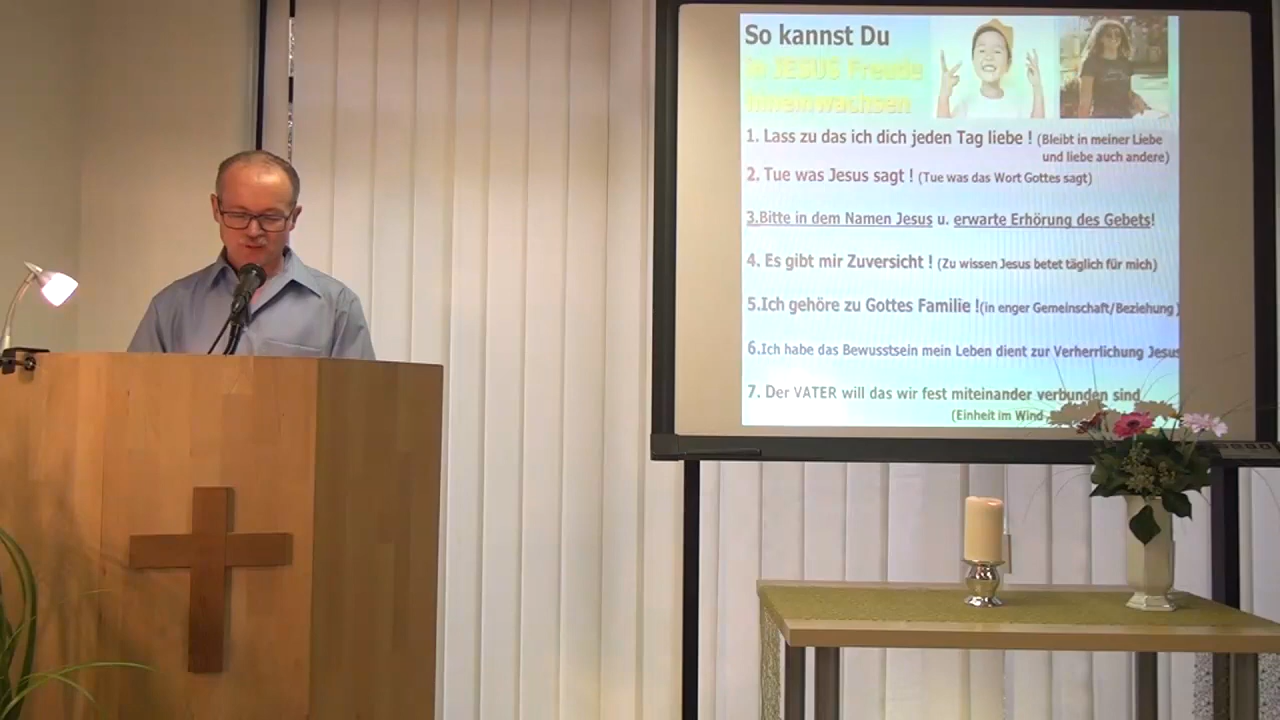 So kannst Du
in JESUS Freude
hineinwachsen
1. Lass zu das ich dich jeden Tag liebe ! (Bleibt in meiner Liebe
und liebe auch andere)
2. Tue was Jesus sagt ! (Tue was das Wort Gottes sagt)
3.Bitte in dem Namen Jesus u. erwarte Erhörung des Gebets!
4. Es gibt mir Zuversicht ! (Zu wissen Jesus betet täglich für mich)
5.Ich gehöre zu Gottes Familie !(in enger Gemeinschaft/Beziehung )
6.Ich habe das Bewusstsein mein Leben dient zur Verherrlichung Jesus
7. Der VATER will das wir fest miteinander verbunden sind
(Einheit im Wind